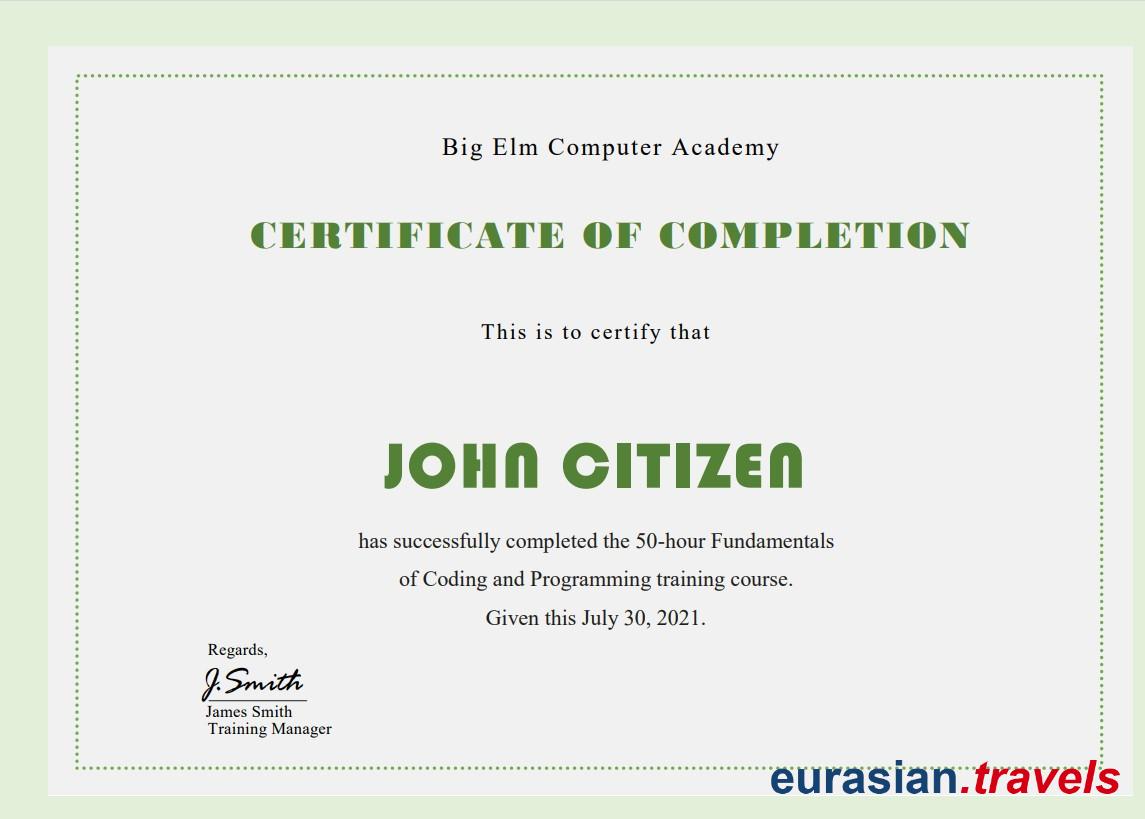 Big Elm Computer Academy
CERTIFICATE OF COMPLETION
This is to certify that
JOHN CITIZEN
has successfully completed the 50-hour Fundamentals
of Coding and Programming training course.
Given this July 30, 2021.
Regards,
J. Smith
James Smith
Training Manager
eurasian.travels